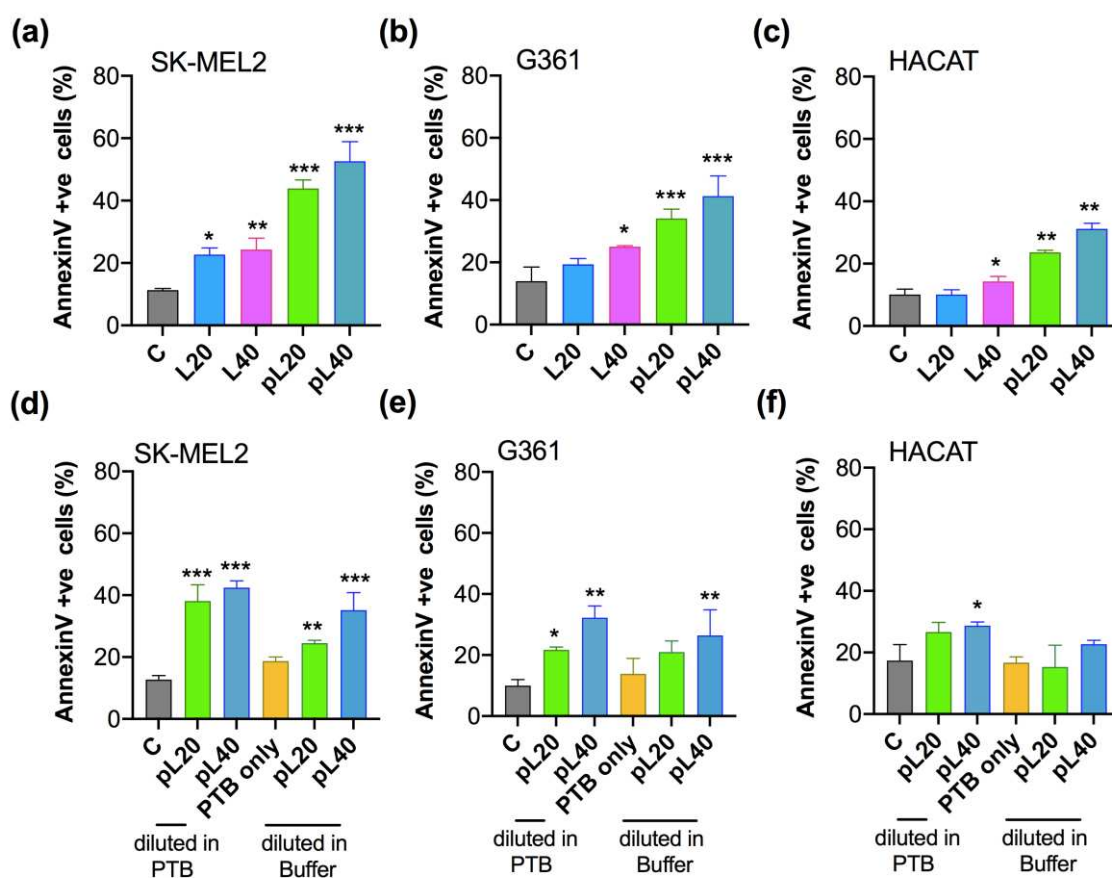 (a)
SK-MEL2
AnnexinV +ve cells (%)
80
60
40
20
0
*
**
***
***
C
L20
L40
pL20
pL40
(b)
G361
AnnexinV +ve cells (%)
80
60
40
20
0
*
***
***
C
L20
L40
pL20
pL40
(c)
HACAT
AnnexinV +ve cells (%)
80
60
40
20
0
*
**
**
C
L20
L40
pL20
pL40
(d)
SK-MEL2
AnnexinV +ve cells (%)
80
60
40
20
0
***
***
**
***
C
pL20
pL40
PTB only
pL20
pL40
diluted in
PTB
diluted in
Buffer
(e)
G361
AnnexinV +ve cells (%)
80
60
40
20
0
*
**
**
C
pL20
pL40
PTB only
pL20
pL40
diluted in
PTB
diluted in
Buffer
(f)
HACAT
AnnexinV +ve cells (%)
80
60
40
20
0
*
C
pL20
pL40
PTB only
pL20
pL40
diluted in
PTB
diluted in
Buffer